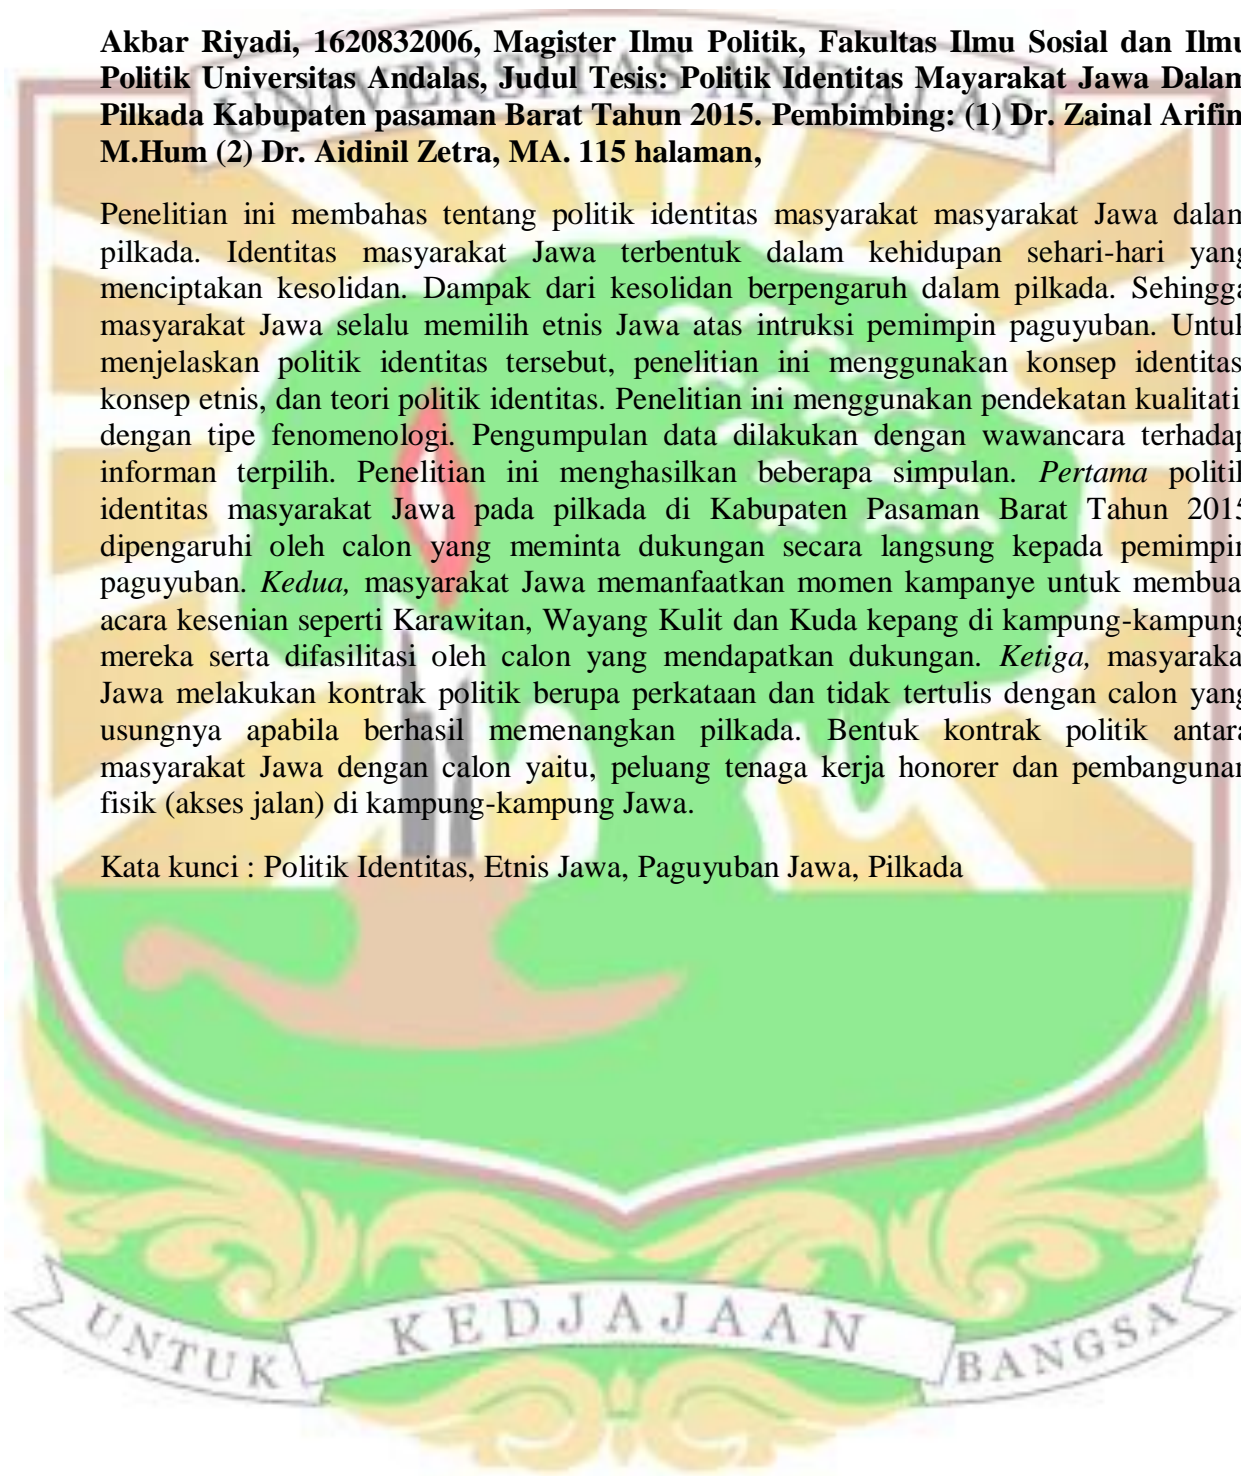 UNIVERSITAS ANDALAS
Akbar Riyadi, 1620832006, Magister Ilmu Politik, Fakultas Ilmu Sosial dan Ilmu
Politik Universitas Andalas, Judul Tesis: Politik Identitas Mayarakat Jawa Dalam
Pilkada Kabupaten pasaman Barat Tahun 2015. Pembimbing: (1) Dr. Zainal Arifin
M.Hum (2) Dr. Aidinil Zetra, MA. 115 halaman,
Penelitian ini membahas tentang politik identitas masyarakat masyarakat Jawa dalam
pilkada. Identitas masyarakat Jawa terbentuk dalam kehidupan sehari-hari yang
menciptakan kesolidan. Dampak dari kesolidan berpengaruh dalam pilkada. Sehingga
masyarakat Jawa selalu memilih etnis Jawa atas intruksi pemimpin paguyuban. Untuk
menjelaskan politik identitas tersebut, penelitian ini menggunakan konsep identitas
konsep etnis, dan teori politik identitas. Penelitian ini menggunakan pendekatan kualitati
dengan tipe fenomenologi. Pengumpulan data dilakukan dengan wawancara terhadap
informan terpilih. Penelitian ini menghasilkan beberapa simpulan. Pertama politik
identitas masyarakat Jawa pada pilkada di Kabupaten Pasaman Barat Tahun 2015
dipengaruhi oleh calon yang meminta dukungan secara langsung kepada pemimpin
paguyuban. Kedua, masyarakat Jawa memanfaatkan momen kampanye untuk membua
acara kesenian seperti Karawitan, Wayang Kulit dan Kuda kepang di kampung-kampung
mereka serta difasilitasi oleh calon yang mendapatkan dukungan. Ketiga, masyaraka
Jawa melakukan kontrak politik berupa perkataan dan tidak tertulis dengan calon yang
usungnya apabila berhasil memenangkan pilkada. Bentuk kontrak politik antara
masyarakat Jawa dengan calon yaitu, peluang tenaga kerja honorer dan pembangunan
fisik (akses jalan) di kampung-kampung Jawa.
Kata kunci : Politik Identitas, Etnis Jawa, Paguyuban Jawa, Pilkada
UNTUK KEDJAJAAN BANGSA